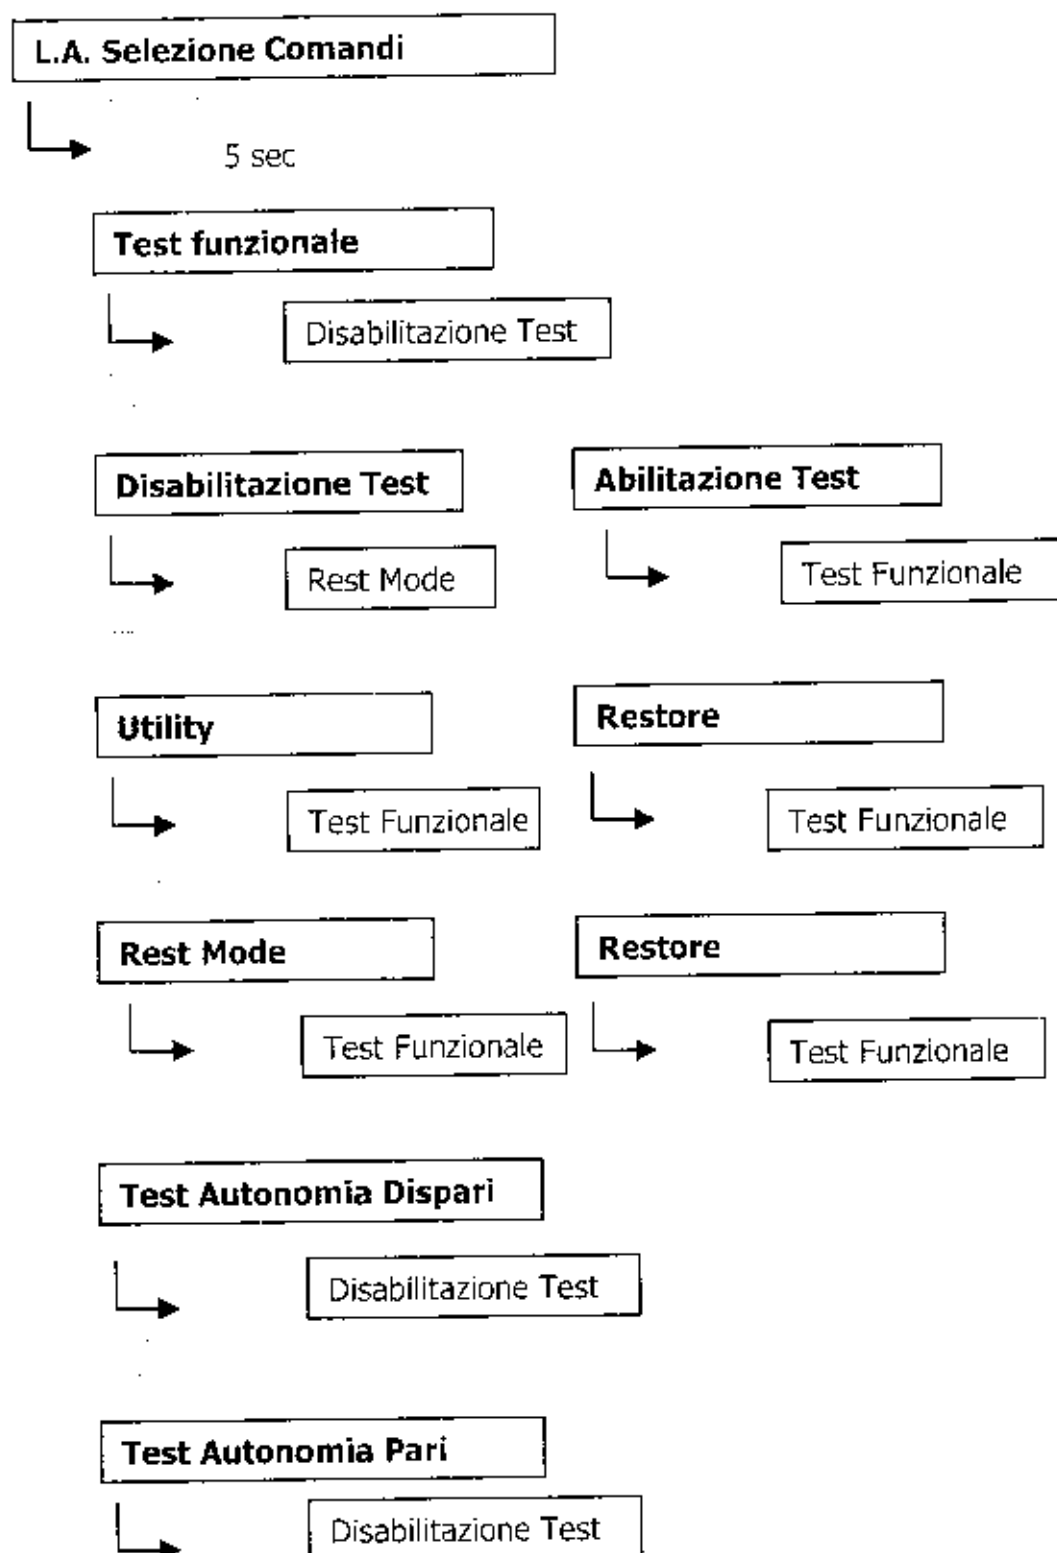 L.A. Selezione Comandi
5 sec
Test funzionale
Disabilitazione Test
Disabilitazione Test
Abilitazione Test
Rest Mode
Test Funzionale
Utility
Restore
Test Funzionale
Test Funzionale
Rest Mode
Restore
Test Funzionale
Test Funzionale
Test Autonomia Dispari
Disabilitazione Test
Test Autonomia Pari
Disabilitazione Test